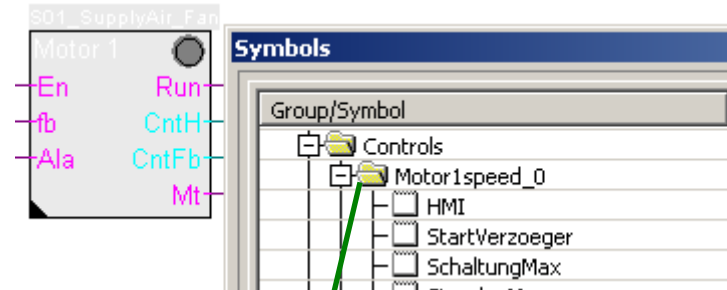 S01_SupplyAir_Fan
Motor 1
En Run
fb CntH
Ala CntFb
Mt
Symbols
Group/Symbol
Controls
Motor1speed_0
HMI
StartVerzoeger
SchaltungMax